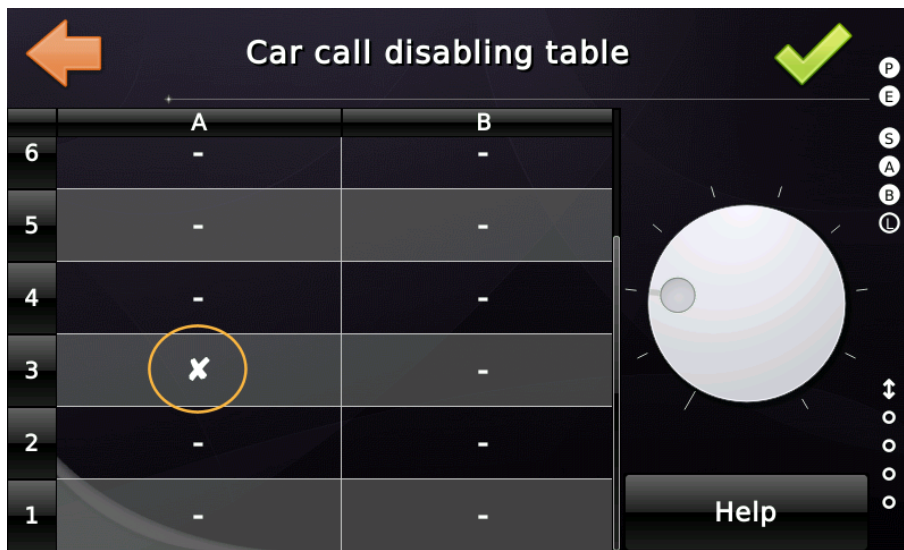 Car call disabling table
P
E
A B
6 - -
S
A
5 - -
B
L
4 - -
3 ✘ -
2 - -
1 - -
Help